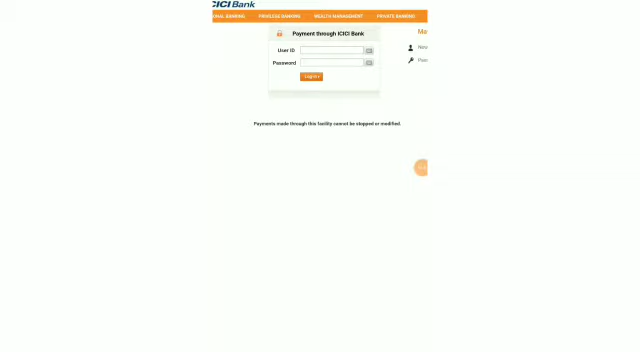 ICICI Bank
ONAL BANKING PRIVILEGE BANKING WEALTH MANAGEMENT PRIVATE BANKING
Payment through ICICI Bank
User ID
Password
Log In
Payments made through this facility cannot be stopped or modified.